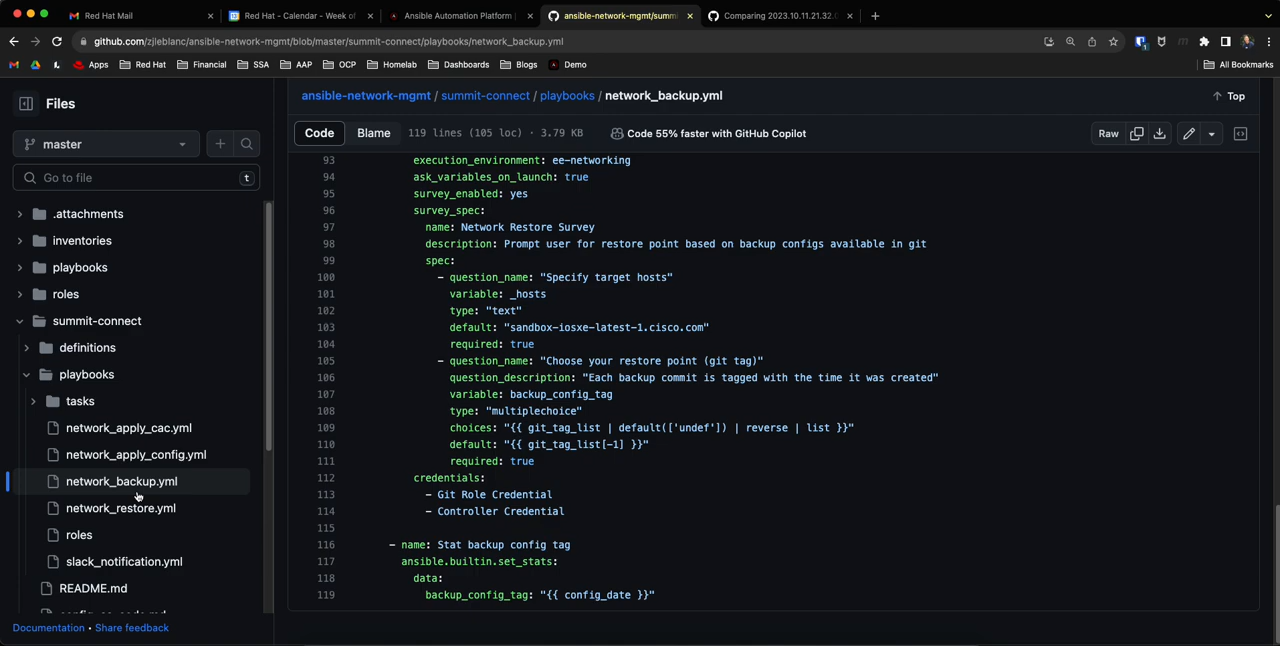 Red Hat Mail
Red Hat - Calendar - Week of
Ansible Automation Platform
ansible-network-mgmt/summi
Comparing 2023.10.11.21.32.0
github.com/zjleblanc/ansible-network-mgmt/blob/master/summit-connect/playbooks/network_backup.yml
Apps
Red Hat
Financial
SSA
AAP
OCP
Homelab
Dashboards
Blogs
Demo
All Bookmarks
Files
master
Go to file
t
.attachments
inventories
playbooks
roles
summit-connect
definitions
playbooks
tasks
network_apply_cac.yml
network_apply_config.yml
network_backup.yml
network_restore.yml
roles
slack_notification.yml
README.md
Documentation • Share feedback
ansible-network-mgmt / summit-connect / playbooks / network_backup.yml
Top
Code
Blame
119 lines (105 loc) · 3.79 KB
Code 55% faster with GitHub Copilot
Raw
93 execution_environment: ee-networking
94 ask_variables_on_launch: true
95 survey_enabled: yes
96 survey_spec:
97 name: Network Restore Survey
98 description: Prompt user for restore point based on backup configs available in git
99 spec:
100 - question_name: "Specify target hosts"
101 variable: _hosts
102 type: "text"
103 default: "sandbox-iosxe-latest-1.cisco.com"
104 required: true
105 - question_name: "Choose your restore point (git tag)"
106 question_description: "Each backup commit is tagged with the time it was created"
107 variable: backup_config_tag
108 type: "multiplechoice"
109 choices: "{{ git_tag_list | default(['undef']) | reverse | list }}"
110 default: "{{ git_tag_list[-1] }}"
111 required: true
112 credentials:
113 - Git Role Credential
114 - Controller Credential
115
116 - name: Stat backup config tag
117 ansible.builtin.set_stats:
118 data:
119 backup_config_tag: "{{ config_date }}"